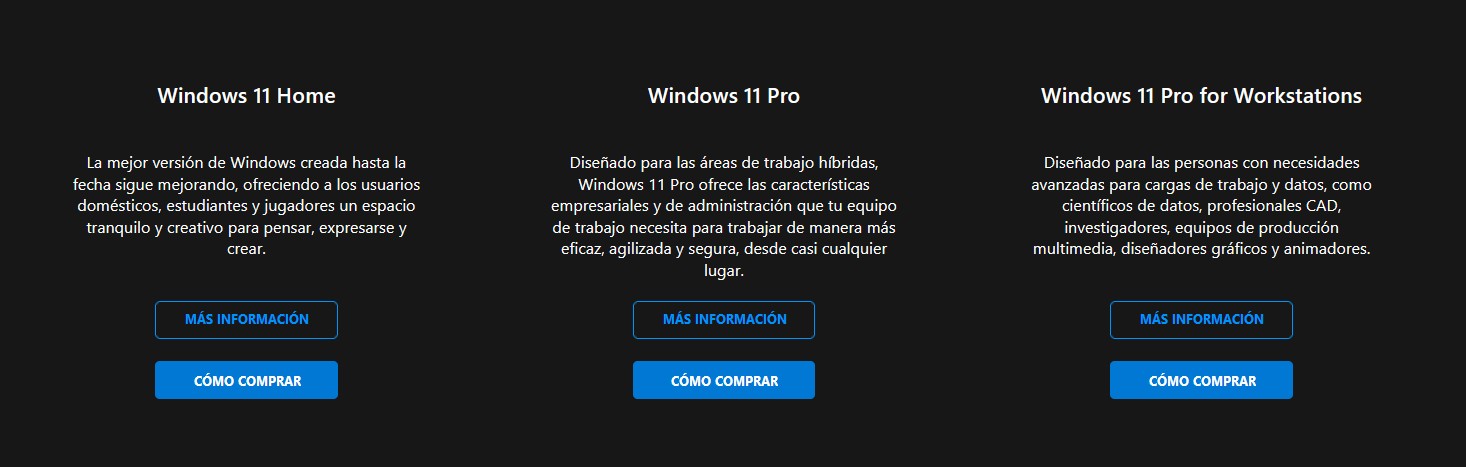 Windows 11 Home
La mejor versión de Windows creada hasta la
fecha sigue mejorando, ofreciendo a los usuarios
domésticos, estudiantes y jugadores un espacio
tranquilo y creativo para pensar, expresarse y
crear.
MÁS INFORMACIÓN
CÓMO COMPRAR
Windows 11 Pro
Diseñado para las áreas de trabajo híbridas,
Windows 11 Pro ofrece las características
empresariales y de administración que tu equipo
de trabajo necesita para trabajar de manera más
eficaz, agilizada y segura, desde casi cualquier
lugar.
MÁS INFORMACIÓN
CÓMO COMPRAR
Windows 11 Pro for Workstations
Diseñado para las personas con necesidades
avanzadas para cargas de trabajo y datos, como
científicos de datos, profesionales CAD,
investigadores, equipos de producción
multimedia, diseñadores gráficos y animadores.
MÁS INFORMACIÓN
CÓMO COMPRAR